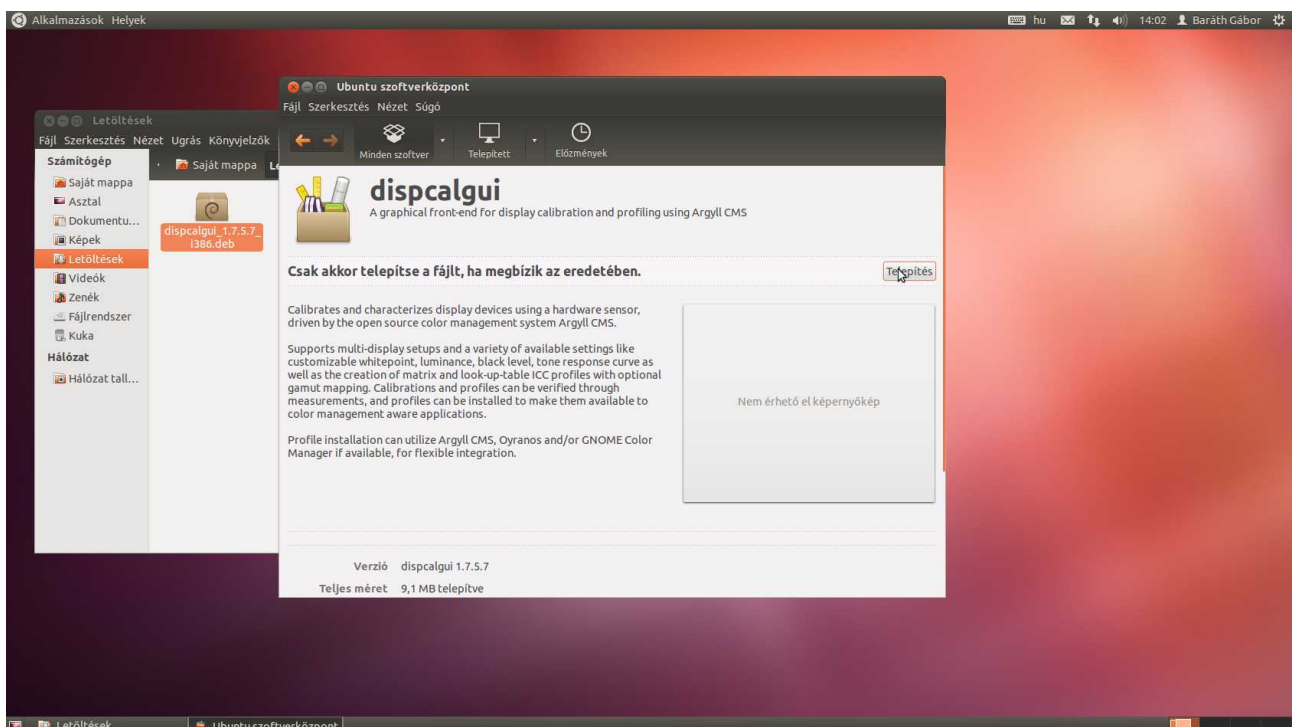 Alkalmazások Helyek
hu 14:02 Baráth Gábor
Letöltések
Fájl Szerkesztés Nézet Ugrás Könyvjelzők
Számítógép
Saját mappa
Asztal
Dokumentu...
Képek
Letöltések
Videók
Zenék
Fájlrendszer
Kuka
Hálózat
Hálózat tall...
Saját mappa
dispcalgui_1.7.5.7_
i386.deb
Ubuntu szoftverközpont
Fájl Szerkesztés Nézet Súgó
Minden szoftver Telepített Előzmények
dispcalgui
A graphical front-end for display calibration and profiling using Argyll CMS
Csak akkor telepítse a fájlt, ha megbízik az eredetében.
Telepítés
Calibrates and characterizes display devices using a hardware sensor,
driven by the open source color management system Argyll CMS.
Supports multi-display setups and a variety of available settings like
customizable whitepoint, luminance, black level, tone response curve as
well as the creation of matrix and look-up-table ICC profiles with optional
gamut mapping. Calibrations and profiles can be verified through
measurements, and profiles can be installed to make them available to
color management aware applications.
Profile installation can utilize Argyll CMS, Oyranos and/or GNOME Color
Manager if available, for flexible integration.
Nem érhető el képernyőkép
Verzió dispcalgui 1.7.5.7
Teljes méret 9,1 MB telepítve
Letöltések
Ubuntu szoftverközpont